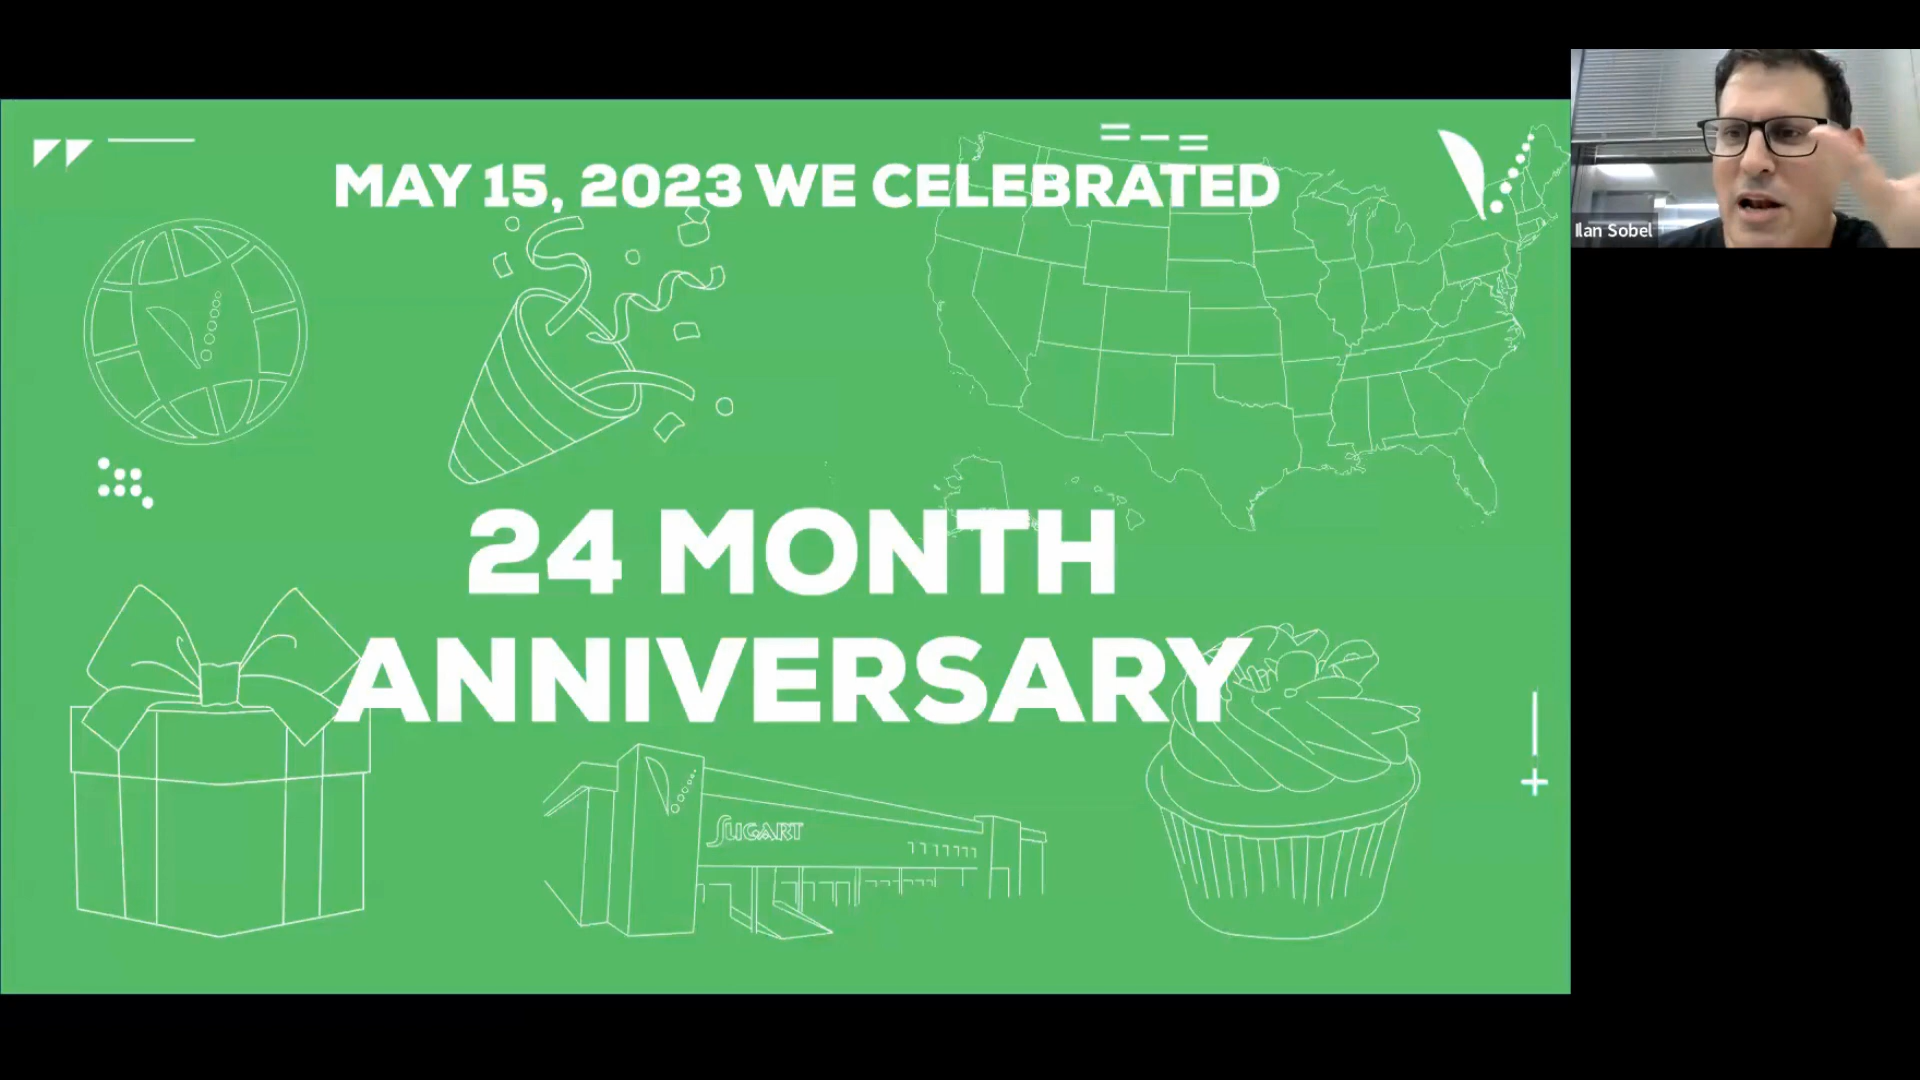 MAY 15, 2023 WE CELEBRATED
24 MONTH
ANNIVERSARY
SUGART
Ilan Sobel